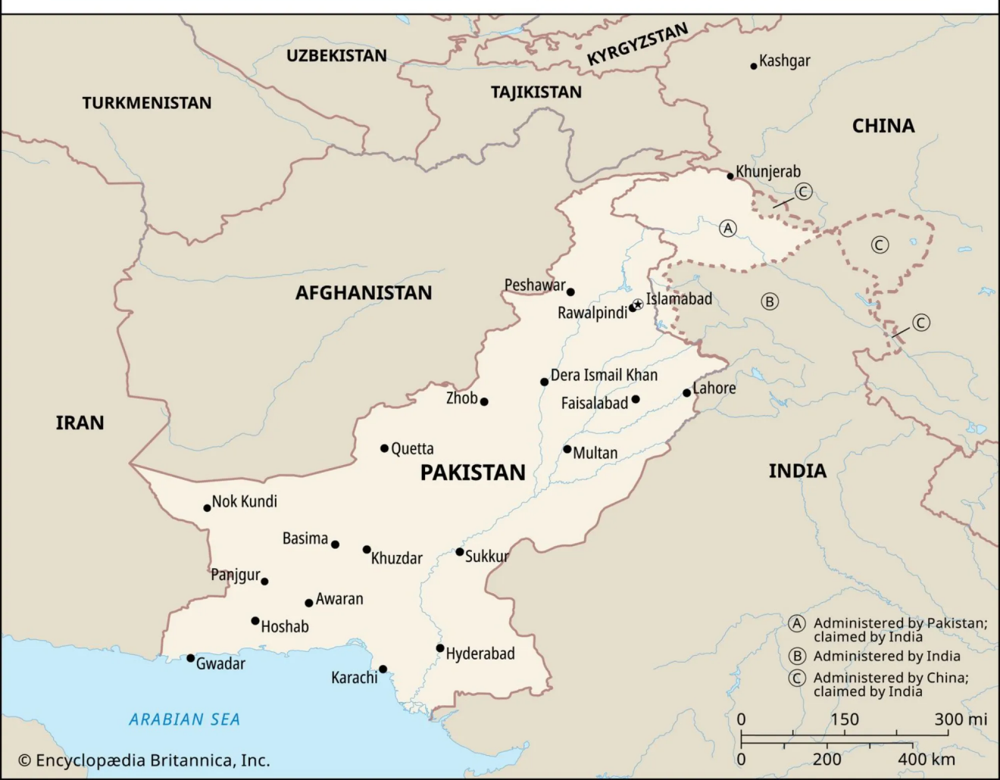 KYRGYZSTAN
UZBEKISTAN
Kashgar
TAJIKISTAN
TURKMENISTAN
CHINA
Khunjerab
C
A
C
Peshawar
AFGHANISTAN
Islamabad
B
Rawalpindi
C
Dera Ismail Khan
Lahore
Zhob
Faisalabad
IRAN
Quetta
Multan
PAKISTAN
INDIA
Nok Kundi
Basima
Khuzdar
Sukkur
Panjgur
Awaran
Hoshab
Hyderabad
Gwadar
Karachi
A Administered by Pakistan;
claimed by India
B Administered by India
C Administered by China;
claimed by India
ARABIAN SEA
0 150 300 mi
0 200 400 km
© Encyclopædia Britannica, Inc.